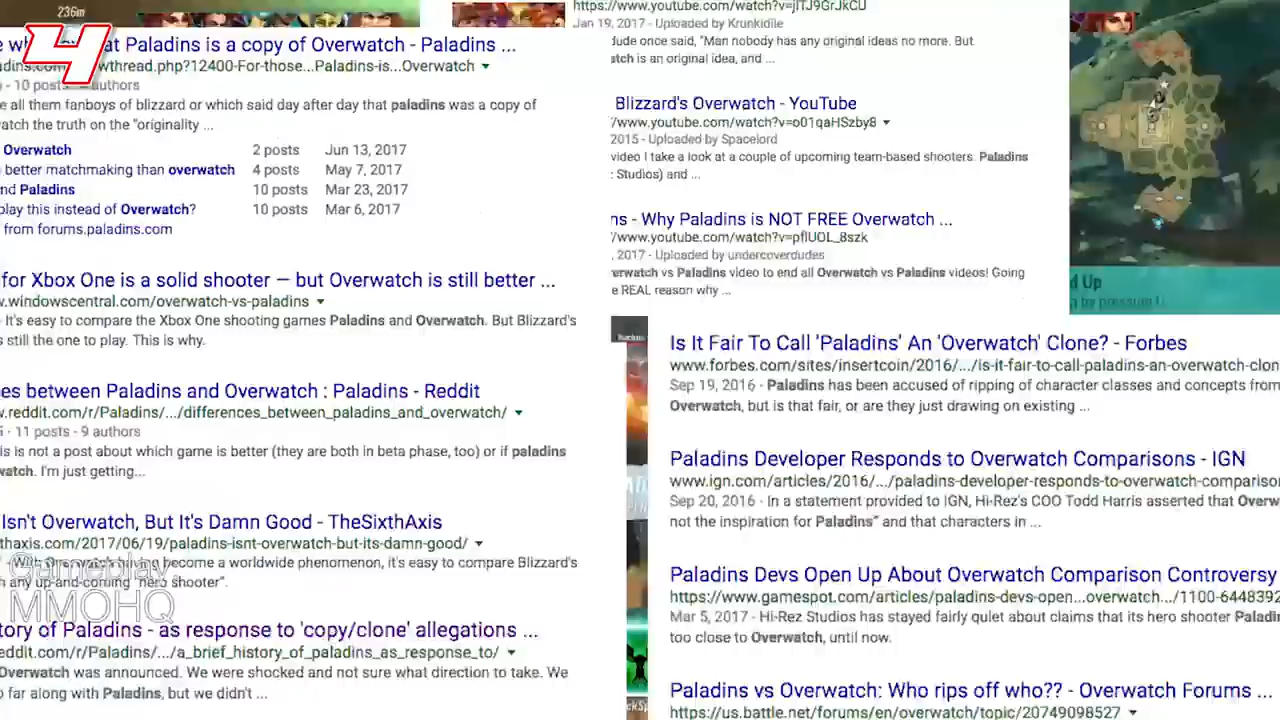 236m
4
at Paladins is a copy of Overwatch - Paladins ...
wthread.php?12400-For-those...Paladins-is...Overwatch
- 10 posts
authors
e all them fanboys of blizzard or which said day after day that paladins was a copy of
atch the truth on the "originality ...
Overwatch 2 posts Jun 13, 2017
better matchmaking than overwatch 4 posts May 7, 2017
nd Paladins 10 posts Mar 23, 2017
play this instead of Overwatch? 10 posts Mar 6, 2017
from forums.paladins.com
for Xbox One is a solid shooter — but Overwatch is still better ...
v.windowscentral.com/overwatch-vs-paladins
It's easy to compare the Xbox One shooting games Paladins and Overwatch. But Blizzard's
s still the one to play. This is why.
es between Paladins and Overwatch : Paladins - Reddit
v.reddit.com/r/Paladins/.../differences_between_paladins_and_overwatch/
5 - 11 posts - 9 authors
is is not a post about which game is better (they are both in beta phase, too) or if paladins
watch. I'm just getting...
Isn't Overwatch, But It's Damn Good - TheSixthAxis
thaxis.com/2017/06/19/paladins-isnt-overwatch-but-its-damn-good/
become a worldwide phenomenon, it's easy to compare Blizzard's
h any up-and-coming "hero shooter".
Gameplay
MMOHQ
tory of Paladins - as response to 'copy/clone' allegations ...
eddit.com/r/Paladins/.../a_brief_history_of_paladins_as_response_to/
Overwatch was announced. We were shocked and not sure what direction to take. We
o far along with Paladins, but we didn't ...
https://www.youtube.com/watch?v=jITJ9GrJkCU
Jan 19, 2017 - Uploaded by Krunkidile
dude once said, "Man nobody has any original ideas no more. But
atch is an original idea, and ...
Blizzard's Overwatch - YouTube
/www.youtube.com/watch?v=o01qaHSzby8
2015 - Uploaded by Spacelord
video I take a look at a couple of upcoming team-based shooters. Paladins
: Studios) and ...
ns - Why Paladins is NOT FREE Overwatch ...
/www.youtube.com/watch?v=pflUOL_8szk
, 2017 - Uploaded by undercoverdudes
erwatch vs Paladins video to end all Overwatch vs Paladins videos! Going
e REAL reason why ...
d Up
Is It Fair To Call 'Paladins' An 'Overwatch' Clone? - Forbes
www.forbes.com/sites/insertcoin/2016/.../is-it-fair-to-call-paladins-an-overwatch-clon
Sep 19, 2016 - Paladins has been accused of ripping of character classes and concepts from
Overwatch, but is that fair, or are they just drawing on existing ...
Paladins Developer Responds to Overwatch Comparisons - IGN
www.ign.com/articles/2016/.../paladins-developer-responds-to-overwatch-compariso
Sep 20, 2016 - In a statement provided to IGN, Hi-Rez's COO Todd Harris asserted that Overw
not the inspiration for Paladins" and that characters in ...
Paladins Devs Open Up About Overwatch Comparison Controversy
https://www.gamespot.com/articles/paladins-devs-open...overwatch.../1100-6448392
Mar 5, 2017 - Hi-Rez Studios has stayed fairly quiet about claims that its hero shooter Paladi
too close to Overwatch, until now.
Paladins vs Overwatch: Who rips off who?? - Overwatch Forums ...
https://us.battle.net/forums/en/overwatch/topic/20749098527